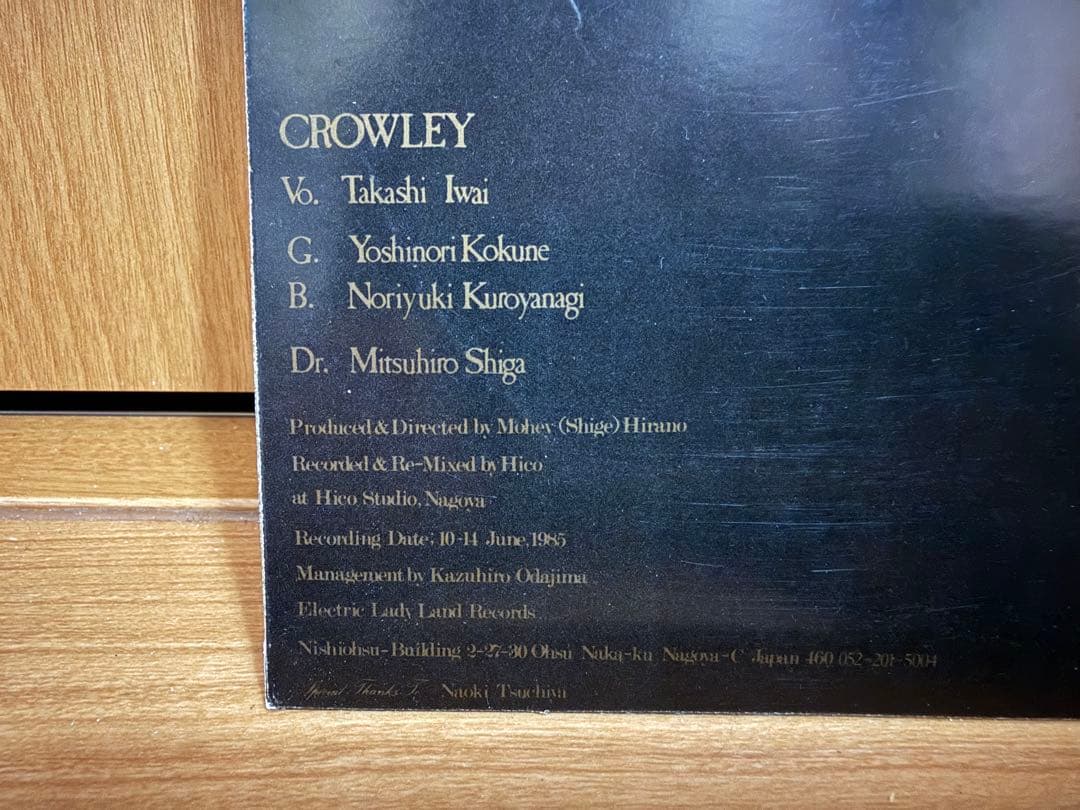 CROWLEY
Vo. Takashi Iwai
G. Yoshinori Kokune
B. Noriyuki Kuroyanagi
Dr. Mitsuhiro Shiga
Produced & Directed by Mohey (Shige) Hirano
Recorded & Re-Mixed by Hico
at Hico Studio, Nagoya
Recording Date; 10-14 June, 1985
Management by Kazuhiro Odajima
Electric Lady Land Records
Nishiohsu-Building 2-27-30 Ohsu Naka-ku Nagoya-C Japan 460 052-201-5004
Special Thanks To Naoki Tsuchiya